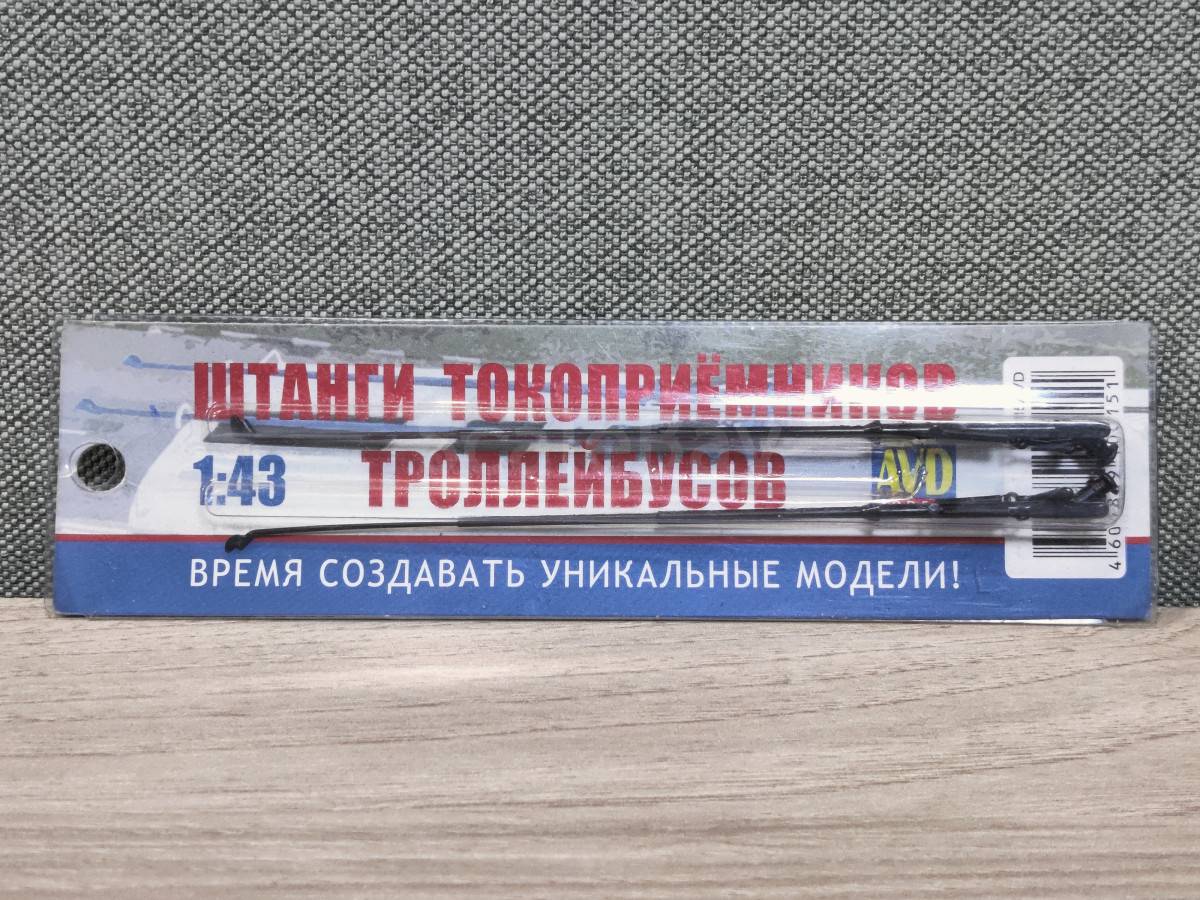 ШТАНГИ ТОКОПРИЁМНИКОВ
1:43
ТРОЛЛЕЙБУСОВ
AVD
ВРЕМЯ СОЗДАВАТЬ УНИКАЛЬНЫЕ МОДЕЛИ!